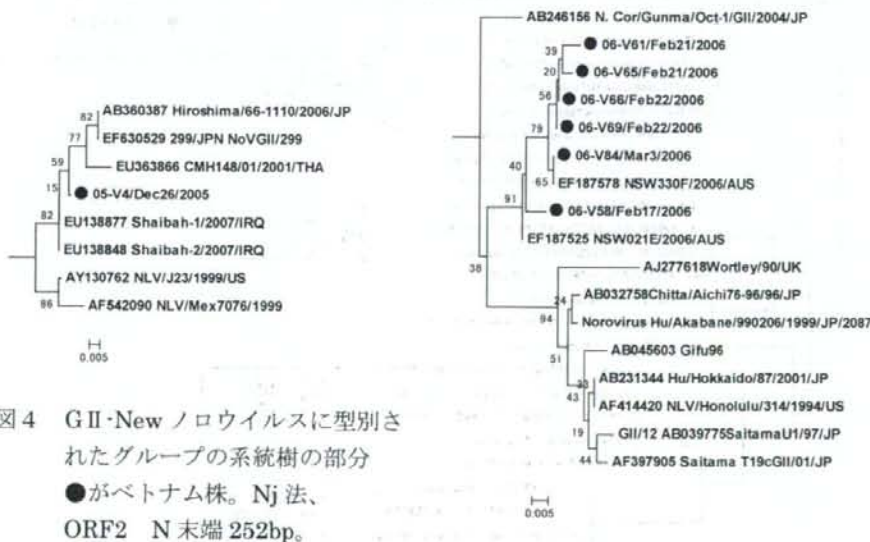 82
AB360387 Hiroshima/66-1110/2006/JP
77
EF630529 299/JPN NoVGII/299
59
EU363866 CMH148/01/2001/THA
15
05-V4/Dec26/2005
82
EU138877 Shaibah-1/2007/IRQ
EU138848 Shaibah-2/2007/IRQ
AY130762 NLV/J23/1999/US
86
AF542090 NLV/Mex7076/1999
0.005
図4 GⅡ-New ノロウイルスに型別さ
れたグループの系統樹の部分
●がベトナム株。Nj 法、
ORF2 N 末端 252bp。
AB246156 N. Cor/Gunma/Oct-1/GII/2004/JP
39
06-V61/Feb21/2006
20
06-V65/Feb21/2006
56
06-V66/Feb22/2006
79
06-V69/Feb22/2006
40
06-V84/Mar3/2006
65
EF187578 NSW330F/2006/AUS
91
06-V58/Feb17/2006
EF187525 NSW021E/2006/AUS
38
AJ277618Wortley/90/UK
24
AB032758Chitta/Aichi76-96/96/JP
94
Norovirus Hu/Akabane/990206/1999/JP/2087
51
AB045603 Gifu96
33
AB231344 Hu/Hokkaido/87/2001/JP
43
AF414420 NLV/Honolulu/314/1994/US
19
GII/12 AB039775SaitamaU1/97/JP
44
AF397905 Saitama T19cGII/01/JP
0.005